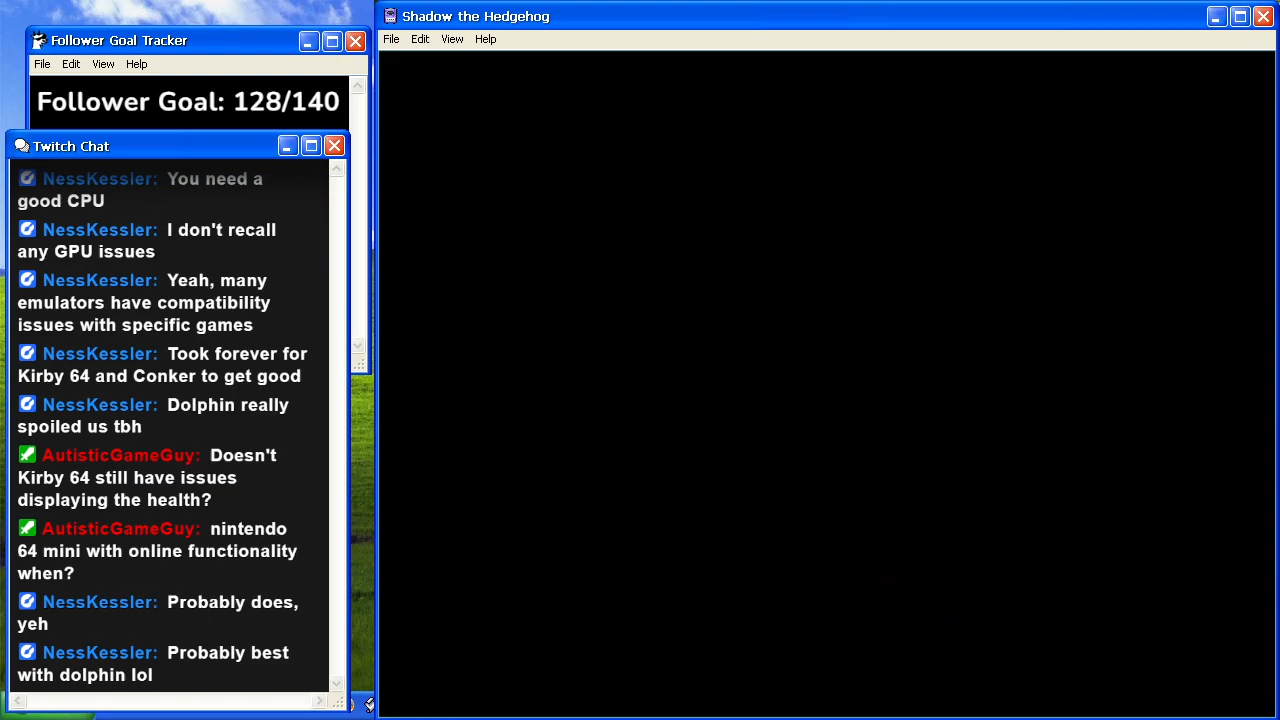 Follower Goal Tracker
File Edit View Help
Follower Goal: 128/140
Twitch Chat
NessKessler: You need a
good CPU
NessKessler: I don't recall
any GPU issues
NessKessler: Yeah, many
emulators have compatibility
issues with specific games
NessKessler: Took forever for
Kirby 64 and Conker to get good
NessKessler: Dolphin really
spoiled us tbh
AutisticGameGuy: Doesn't
Kirby 64 still have issues
displaying the health?
AutisticGameGuy: nintendo
64 mini with online functionality
when?
NessKessler: Probably does,
yeh
NessKessler: Probably best
with dolphin lol
Shadow the Hedgehog
File Edit View Help